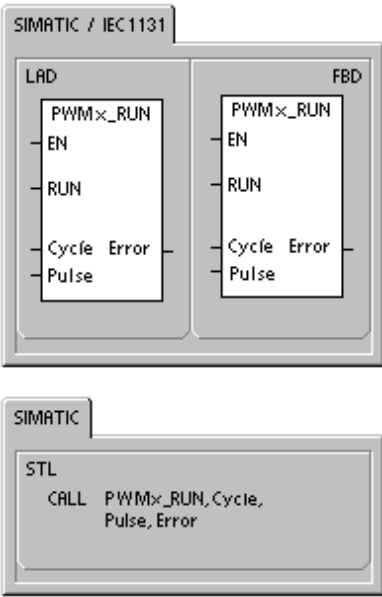 SIMATIC / IEC1131
LAD
FBD
PWMx_RUN
EN
RUN
Cycle Error
Pulse
PWMx_RUN
EN
RUN
Cycle Error
Pulse
SIMATIC
STL
CALL PWMx_RUN, Cycle,
Pulse, Error